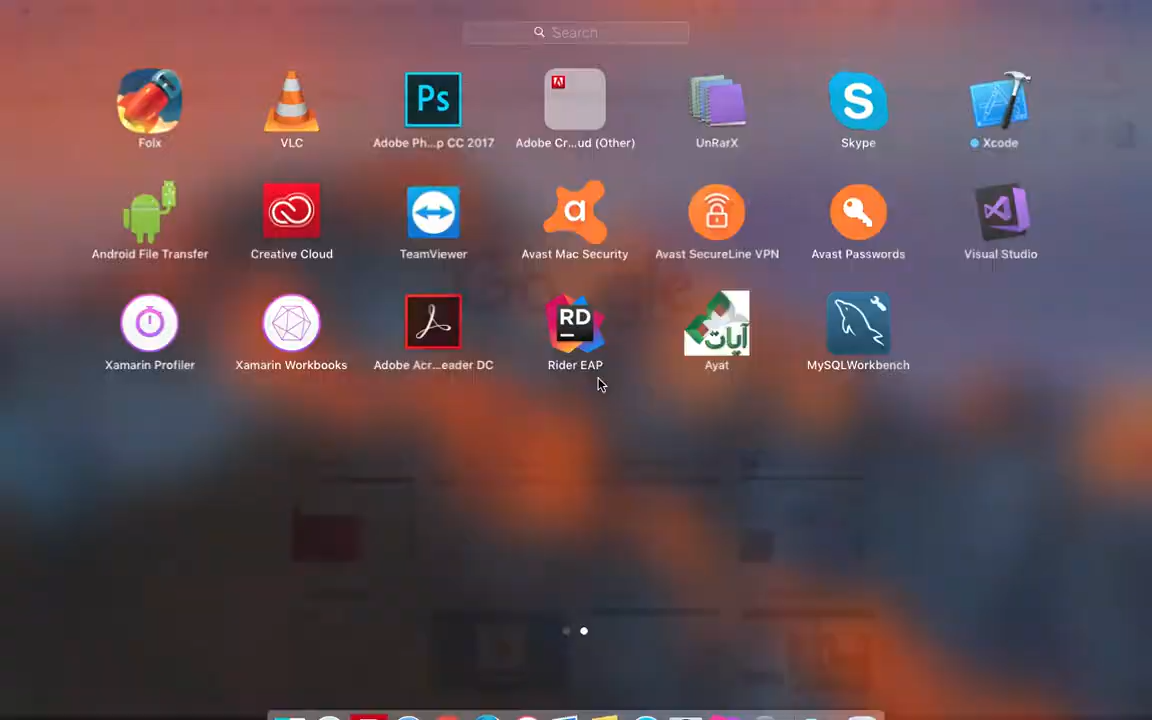 Search
Ps
S
Folx
VLC
Adobe Ph...p CC 2017
Adobe Cr...ud (Other)
UnRarX
Skype
Xcode
a
Android File Transfer
Creative Cloud
TeamViewer
Avast Mac Security
Avast SecureLine VPN
Avast Passwords
Visual Studio
RD
آيات
Xamarin Profiler
Xamarin Workbooks
Adobe Acr...eader DC
Rider EAP
Ayat
MySQLWorkbench